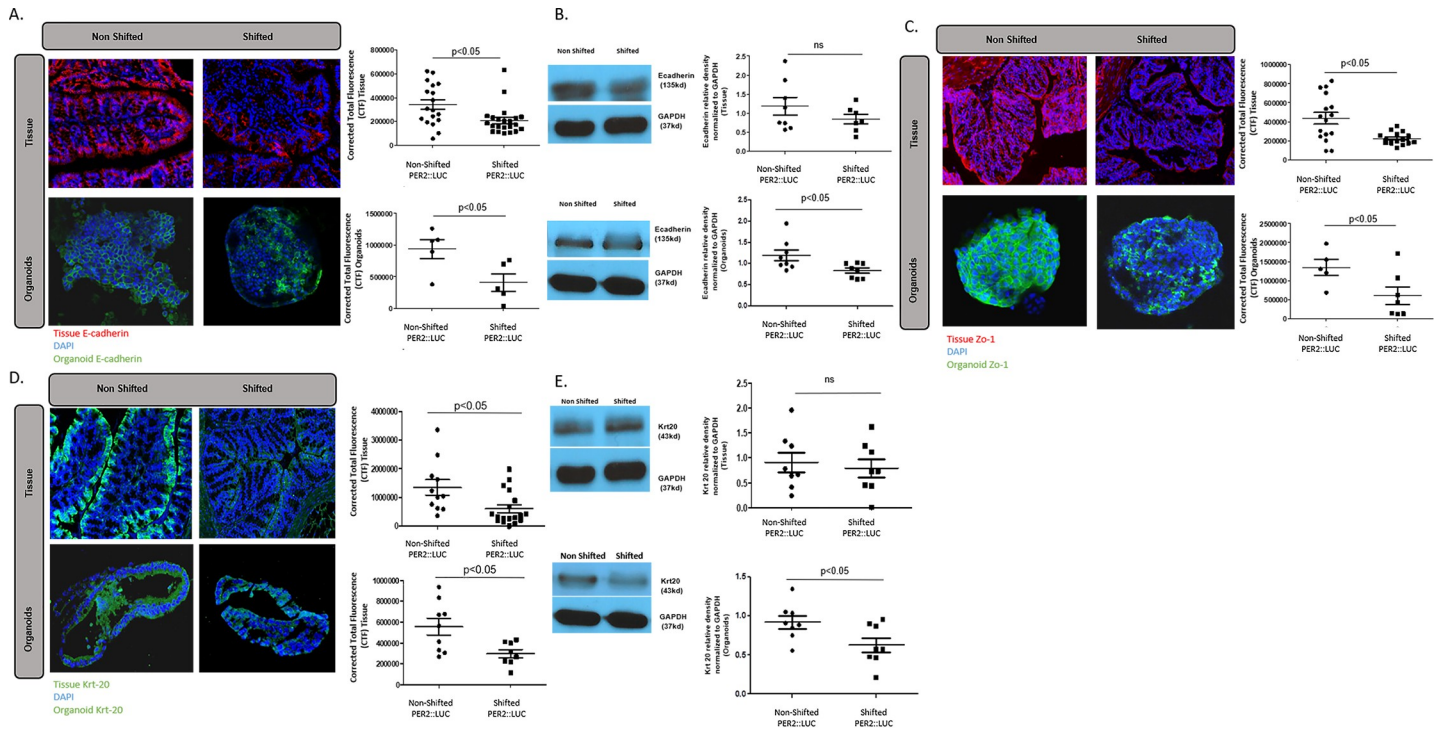 A.
Non Shifted
Shifted
Tissue
Organoids
Tissue E-cadherin
DAPI
Organoid E-cadherin
Corrected Total Fluorescence
(CTF) Tissue
800000
600000
400000
200000
0
p<0.05
Non-Shifted
PER2::LUC
Shifted
PER2::LUC
Corrected Total Fluorescence
(CTF) Organoids
1500000
1000000
500000
0
p<0.05
Non-Shifted
PER2::LUC
Shifted
PER2::LUC
B.
Non Shifted
Shifted
Ecadherin
(135kd)
GAPDH
(37kd)
Ecadherin relative density
normalized to GAPDH
(Tissue)
2.5
2.0
1.5
1.0
0.5
0.0
ns
Non-Shifted
PER2::LUC
Shifted
PER2::LUC
Non Shifted
Shifted
Ecadherin
(135kd)
GAPDH
(37kd)
Ecadherin relative density
normalized to GAPDH
(Organoids)
2.5
2.0
1.5
1.0
0.5
0.0
p<0.05
Non-Shifted
PER2::LUC
Shifted
PER2::LUC
C.
Non Shifted
Shifted
Tissue
Organoids
Tissue Zo-1
DAPI
Organoid Zo-1
Corrected Total Fluorescence
(CTF) Tissue
1000000
800000
600000
400000
200000
0
p<0.05
Non-Shifted
PER2::LUC
Shifted
PER2::LUC
Corrected Total Fluorescence
(CTF) Organoids
2500000
2000000
1500000
1000000
500000
0
p<0.05
Non-Shifted
PER2::LUC
Shifted
PER2::LUC
D.
Non Shifted
Shifted
Tissue
Organoids
Tissue Krt-20
DAPI
Organoid Krt-20
Corrected Total Fluorescence
(CTF) Tissue
4000000
3000000
2000000
1000000
0
p<0.05
Non-Shifted
PER2::LUC
Shifted
PER2::LUC
Corrected Total Fluorescence
(CTF) Tissue
1000000
800000
600000
400000
200000
0
p<0.05
Non-Shifted
PER2::LUC
Shifted
PER2::LUC
E.
Non Shifted
Shifted
Krt20
(43kd)
GAPDH
(37kd)
Krt 20 relative density
normalized to GAPDH
(Tissue)
2.5
2.0
1.5
1.0
0.5
0.0
ns
Non-Shifted
PER2::LUC
Shifted
PER2::LUC
Non Shifted
Shifted
Krt20
(43kd)
GAPDH
(37kd)
Krt 20 relative density
normalized to GAPDH
(Organoids)
1.5
1.0
0.5
0.0
p<0.05
Non-Shifted
PER2::LUC
Shifted
PER2::LUC